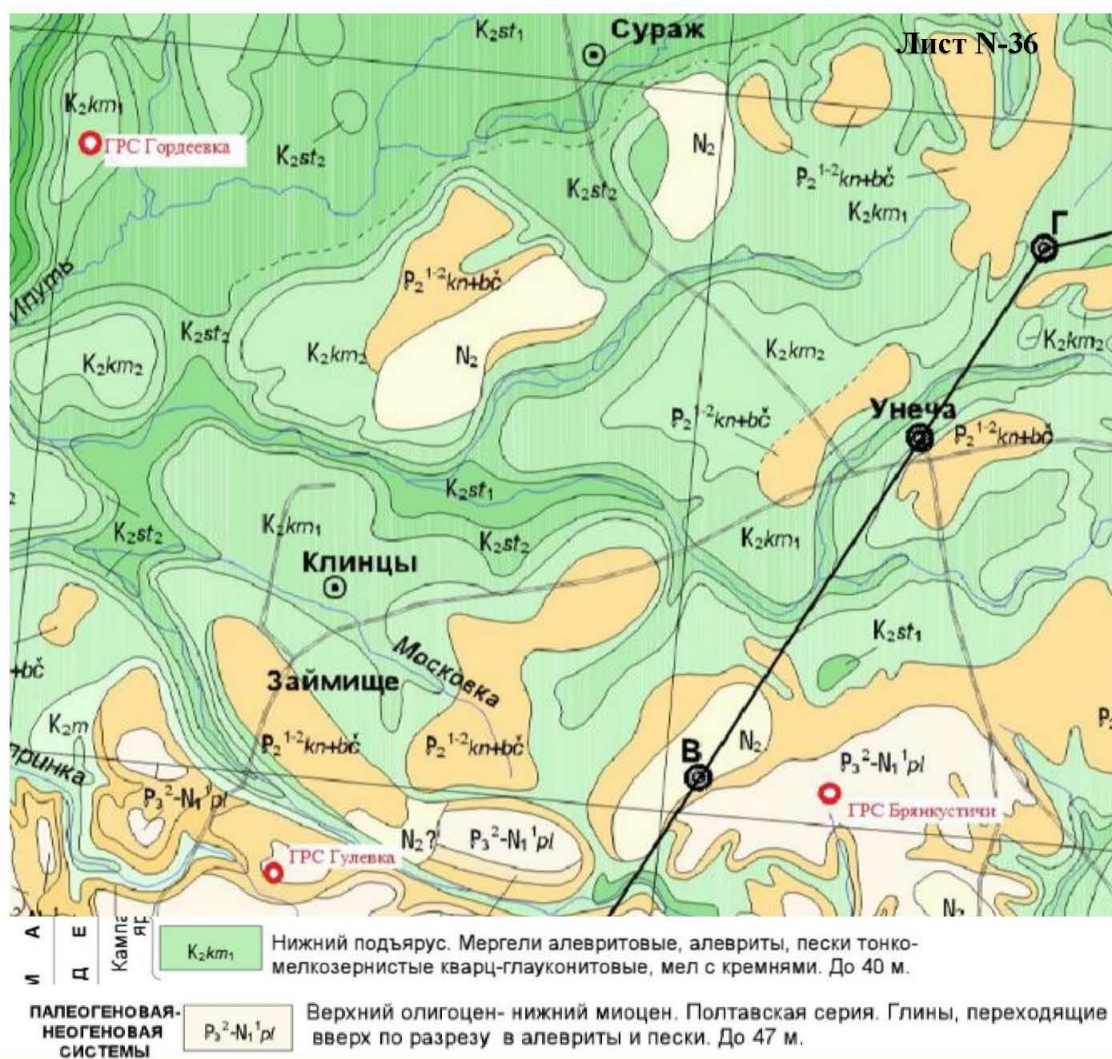 K₂st₁
Сураж
Лист N-36
K₂km₁
ГРС Гордеевка
K₂st₂
N₂
K₂st₂
P₂¹⁻²kn+bč
K₂km₁
Г
Ипуть
P₂¹⁻²kn+bč
K₂st₂
K₂km₂
K₂km₂
N₂
K₂km₂
K₂km₂
Унеча
P₂¹⁻²kn+bč
P₂¹⁻²kn+bč
K₂st₁
K₂km₁
K₂st₂
K₂st₂
K₂km₁
Клинцы
K₂st₁
Московка
Займище
+bč
K₂m
P₂¹⁻²kn+bč
P₂¹⁻²kn+bč
В
N₂
P₃²-N₁¹pl
ринка
P₃²-N₁¹pl
ГРС Брянкустичи
N₂?
P₃²-N₁¹pl
ГРС Гулевка
N₂
И А
Д Е
Кампа
яр
K₂km₁
Нижний подъярус. Мергели алевритовые, алевриты, пески тонко-
мелкозернистые кварц-глауконитовые, мел с кремнями. До 40 м.
ПАЛЕОГЕНОВАЯ-
НЕОГЕНОВАЯ
СИСТЕМЫ
P₃²-N₁¹pl
Верхний олигоцен- нижний миоцен. Полтавская серия. Глины, переходящие
вверх по разрезу в алевриты и пески. До 47 м.